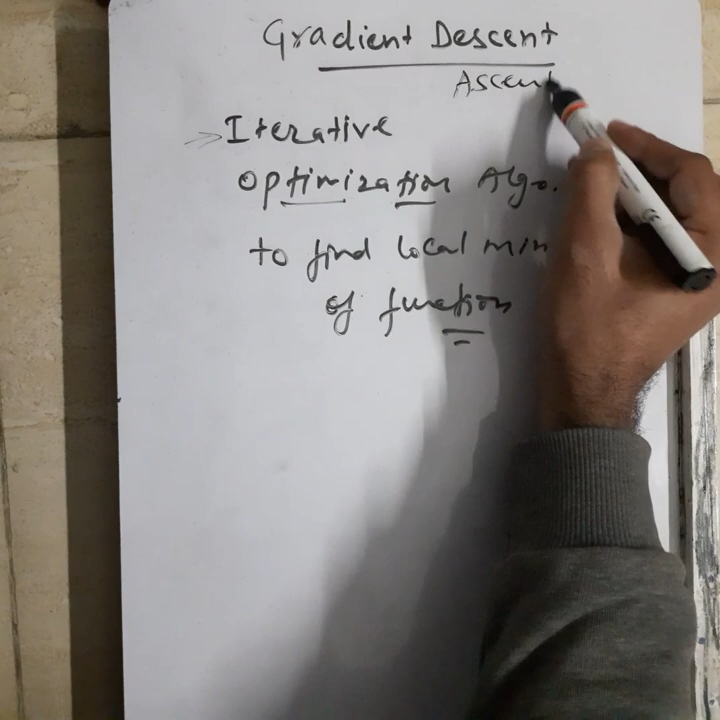 Gradient Descent
Ascent
Iterative
Optimization Algo.
to find local min
of function